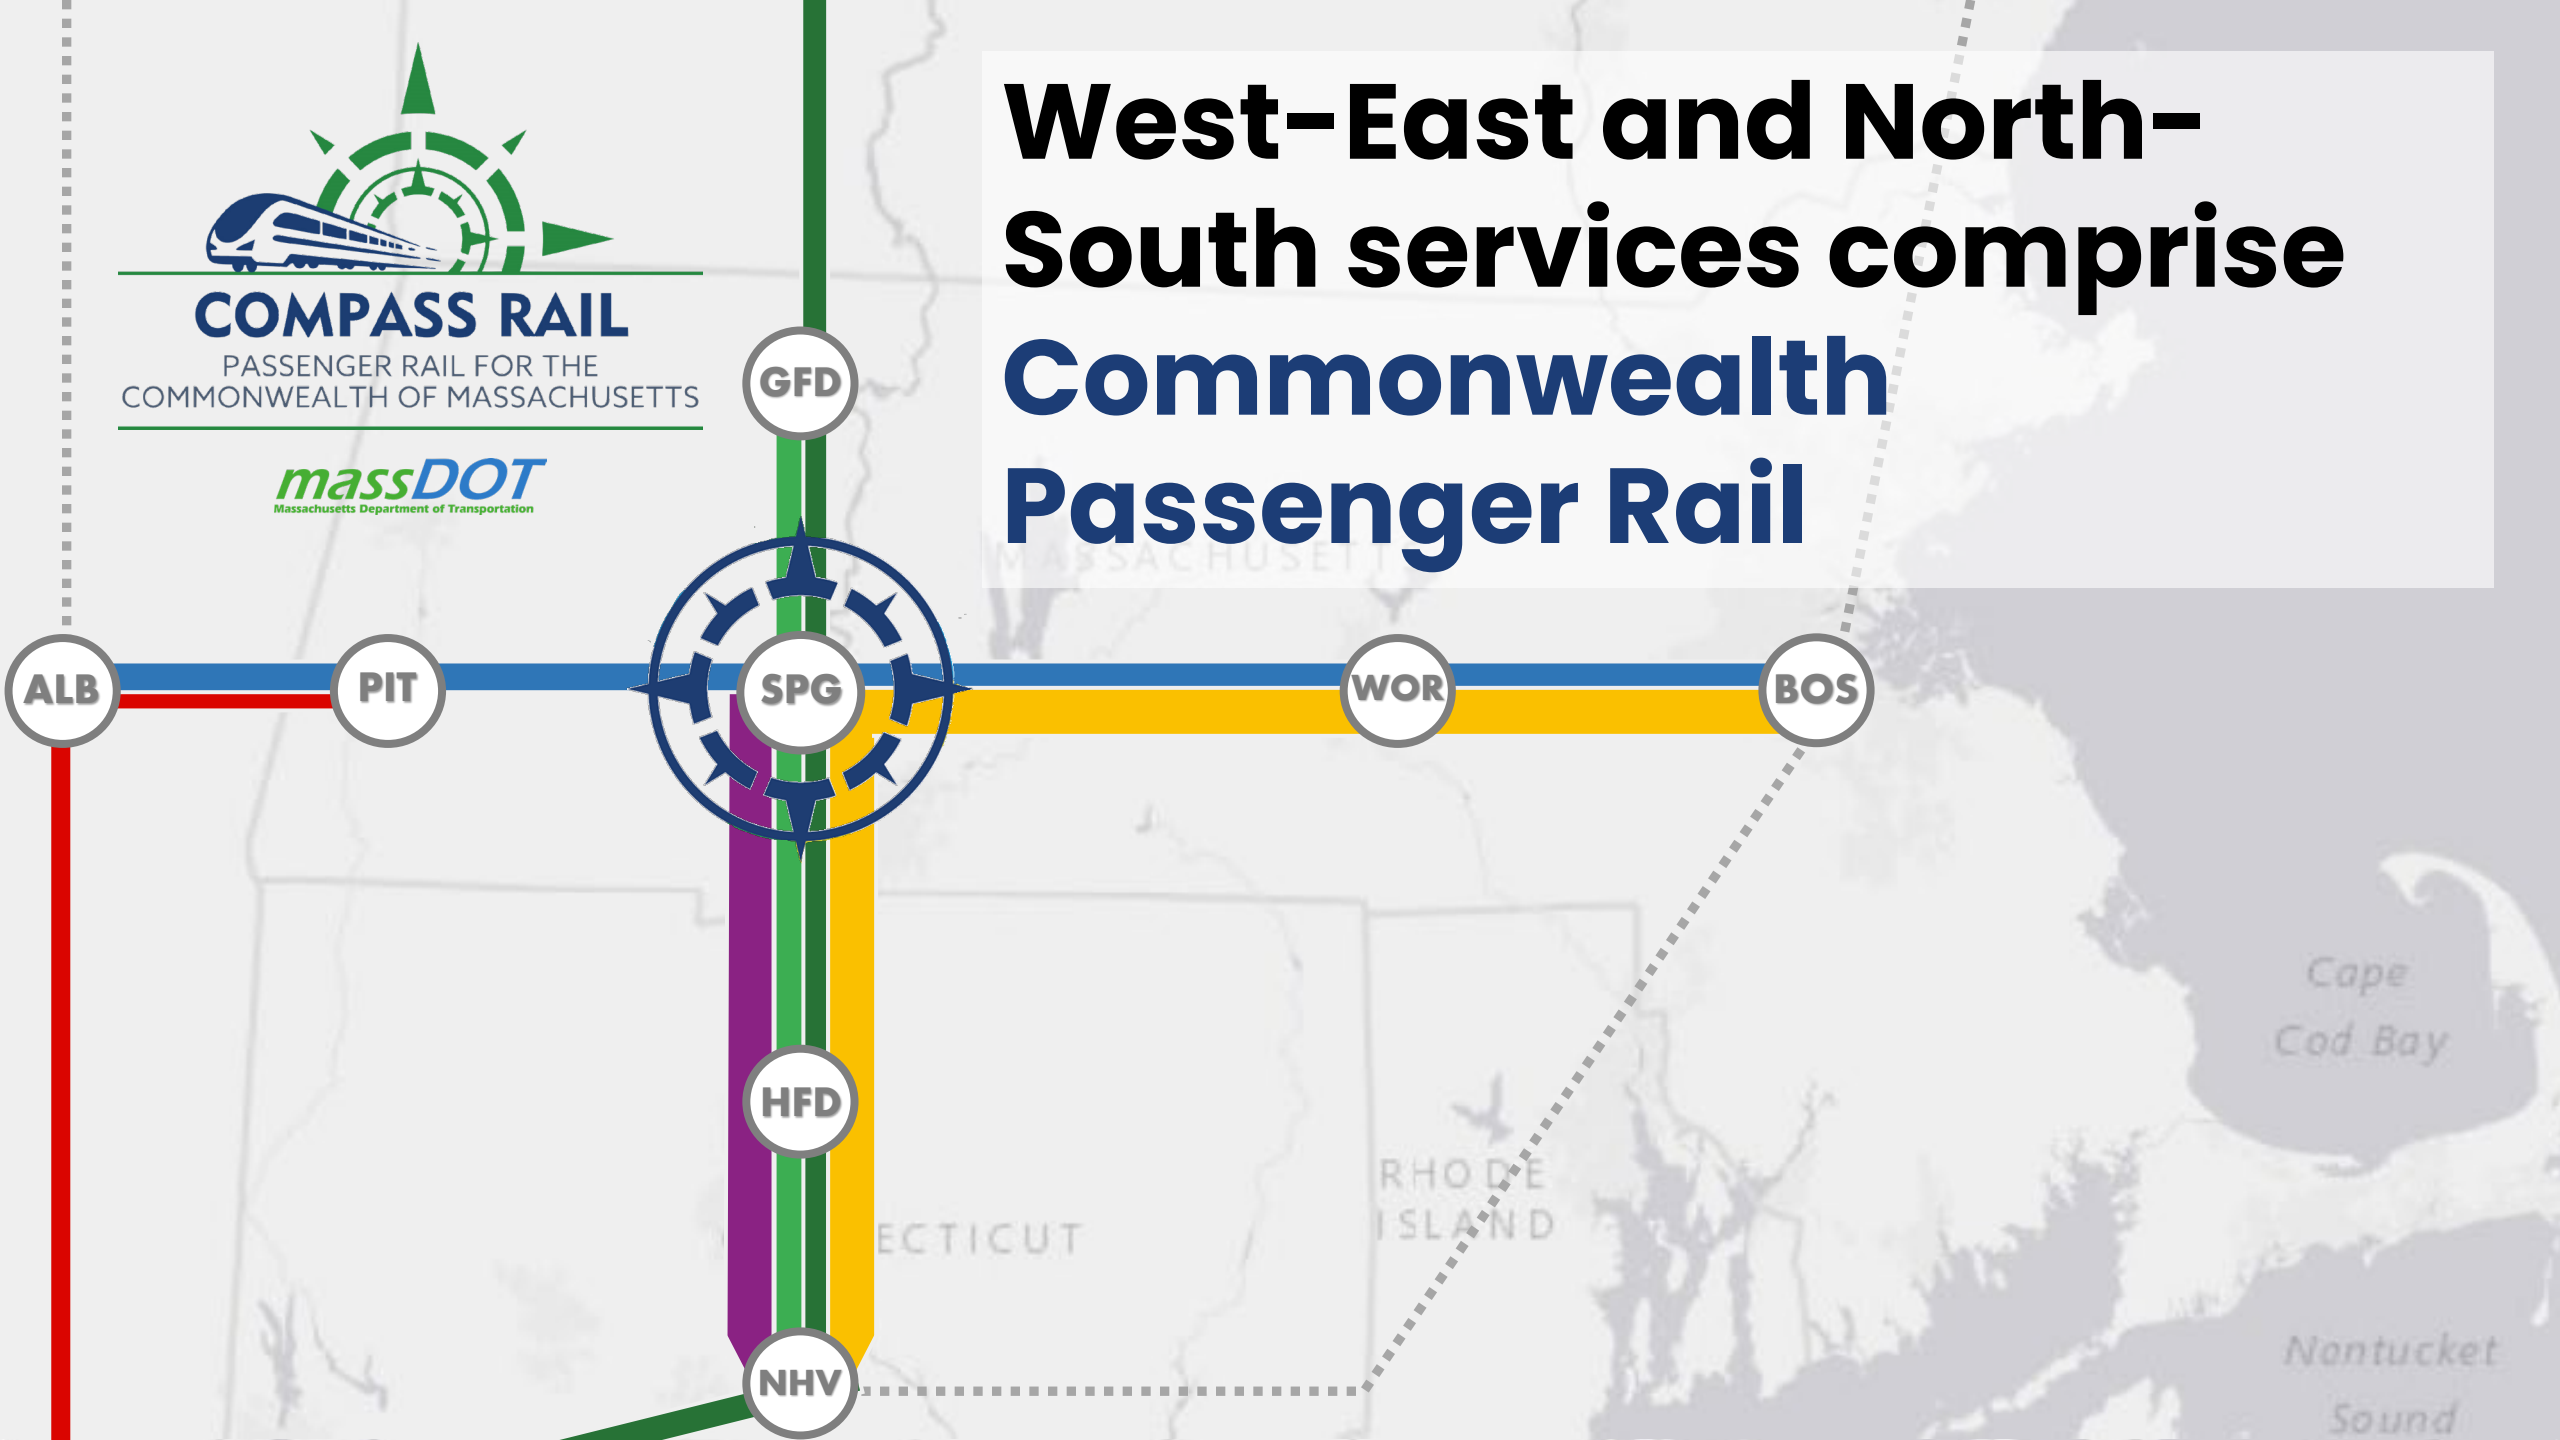 West-East and North-
South services comprise
Commonwealth
Passenger Rail
COMPASS RAIL
PASSENGER RAIL FOR THE
COMMONWEALTH OF MASSACHUSETTS
massDOT
Massachusetts Department of Transportation
MASSACHUSETT
GFD
ALB
PIT
SPG
WOR
BOS
HFD
NHV
ECTICUT
RHODE
ISLAND
Cape
Cod Bay
Nantucket
Sound